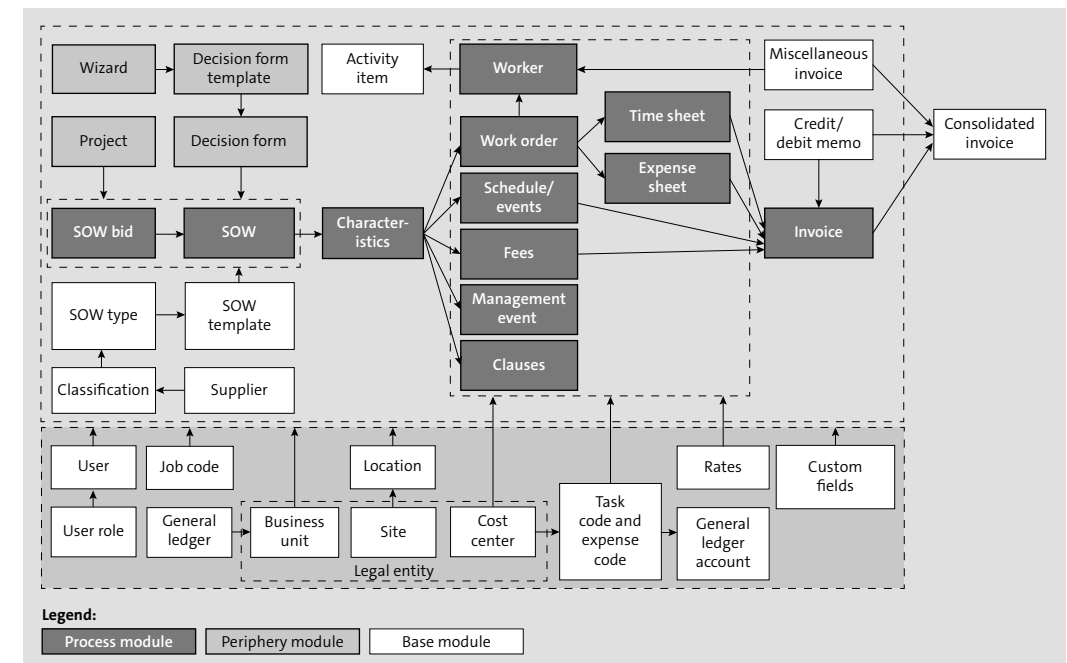 Wizard
Decision form
template
Activity
item
Worker
Miscellaneous
invoice
Project
Decision form
Work order
Time sheet
Expense
sheet
Credit/
debit memo
Consolidated
invoice
SOW bid
SOW
Character-
istics
Schedule/
events
Fees
Management
event
Clauses
Invoice
SOW type
SOW
template
Classification
Supplier
User
Job code
Location
Rates
Custom
fields
User role
General
ledger
Business
unit
Site
Cost
center
Legal entity
Task
code and
expense
code
General
ledger
account
Legend:
Process module
Periphery module
Base module